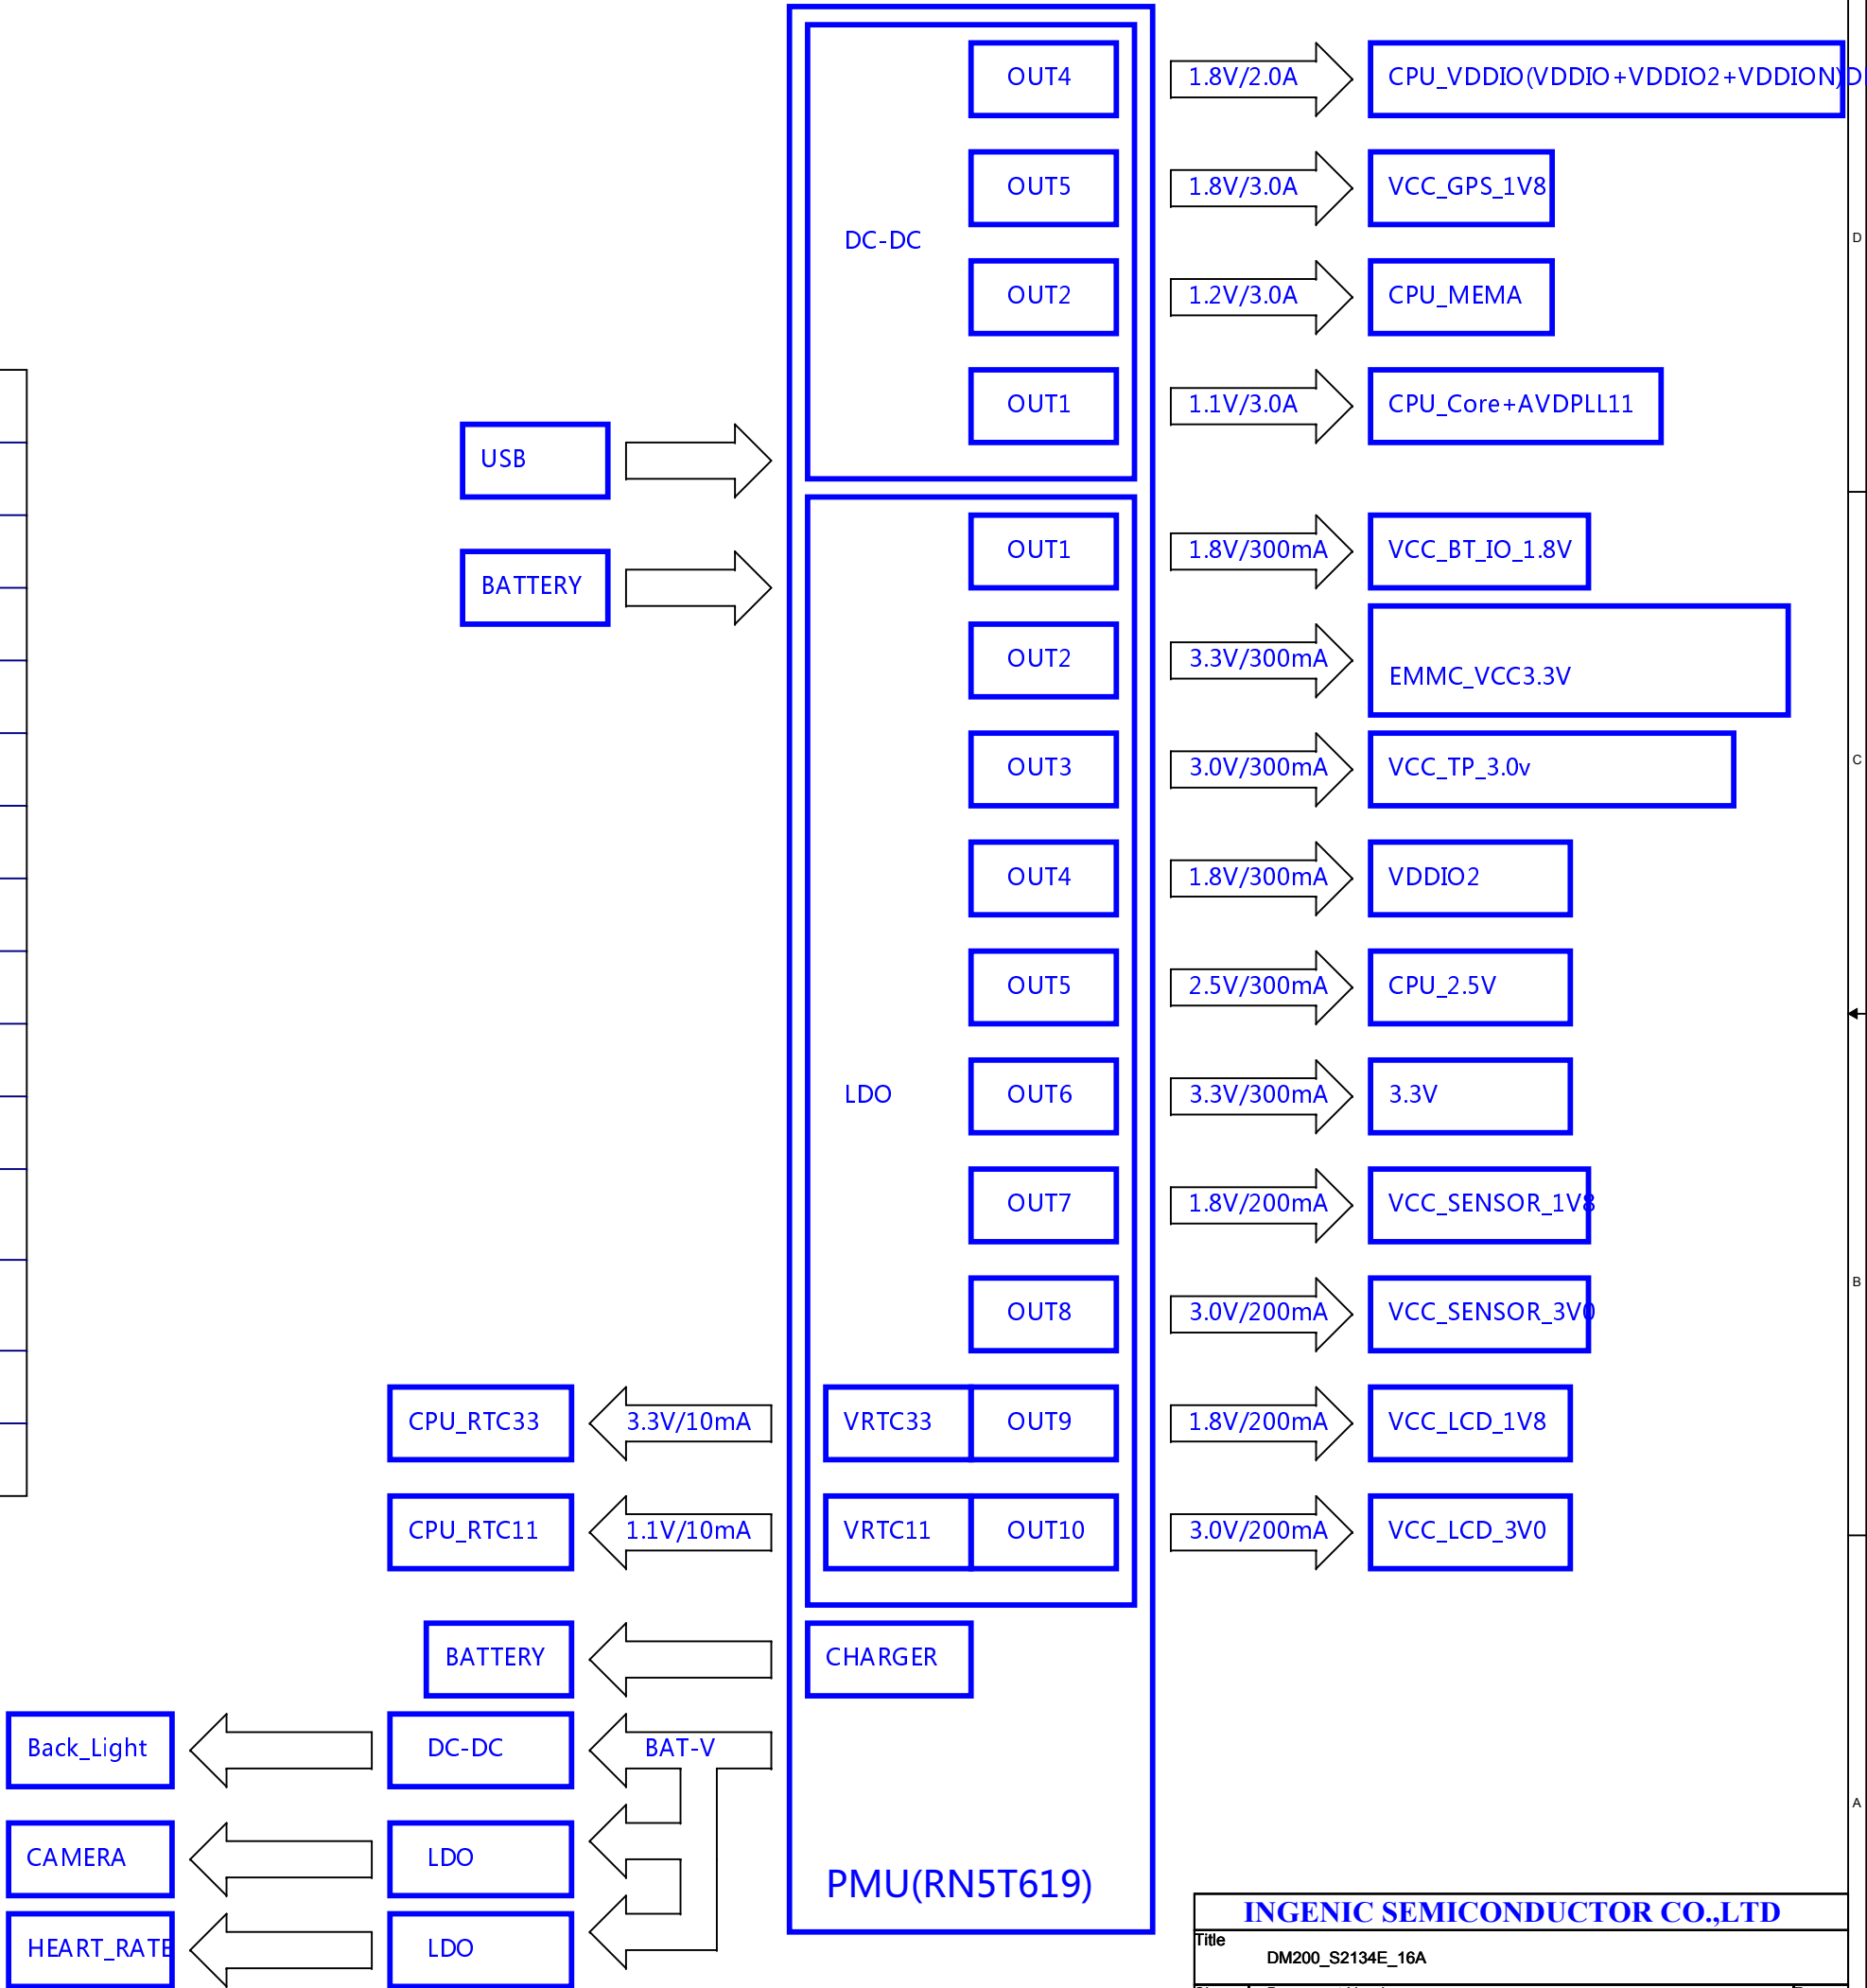 OUT4 1.8V/2.0A CPU_VDDIO(VDDIO+VDDIO2+VDDION)
OUT5 1.8V/3.0A VCC_GPS_1V8
DC-DC
D
OUT2 1.2V/3.0A CPU_MEMA
OUT1 1.1V/3.0A CPU_Core+AVDPLL11
USB
OUT1 1.8V/300mA VCC_BT_IO_1.8V
BATTERY
OUT2 3.3V/300mA EMMC_VCC3.3V
OUT3 3.0V/300mA VCC_TP_3.0v
C
OUT4 1.8V/300mA VDDIO2
OUT5 2.5V/300mA CPU_2.5V
LDO OUT6 3.3V/300mA 3.3V
OUT7 1.8V/200mA VCC_SENSOR_1V8
B
OUT8 3.0V/200mA VCC_SENSOR_3V0
CPU_RTC33 3.3V/10mA VRTC33 OUT9 1.8V/200mA VCC_LCD_1V8
CPU_RTC11 1.1V/10mA VRTC11 OUT10 3.0V/200mA VCC_LCD_3V0
BATTERY CHARGER
Back_Light DC-DC BAT-V
A
CAMERA LDO
PMU(RN5T619)
HEART_RATE LDO
INGENIC SEMICONDUCTOR CO.,LTD
Title
DM200_S2134E_16A